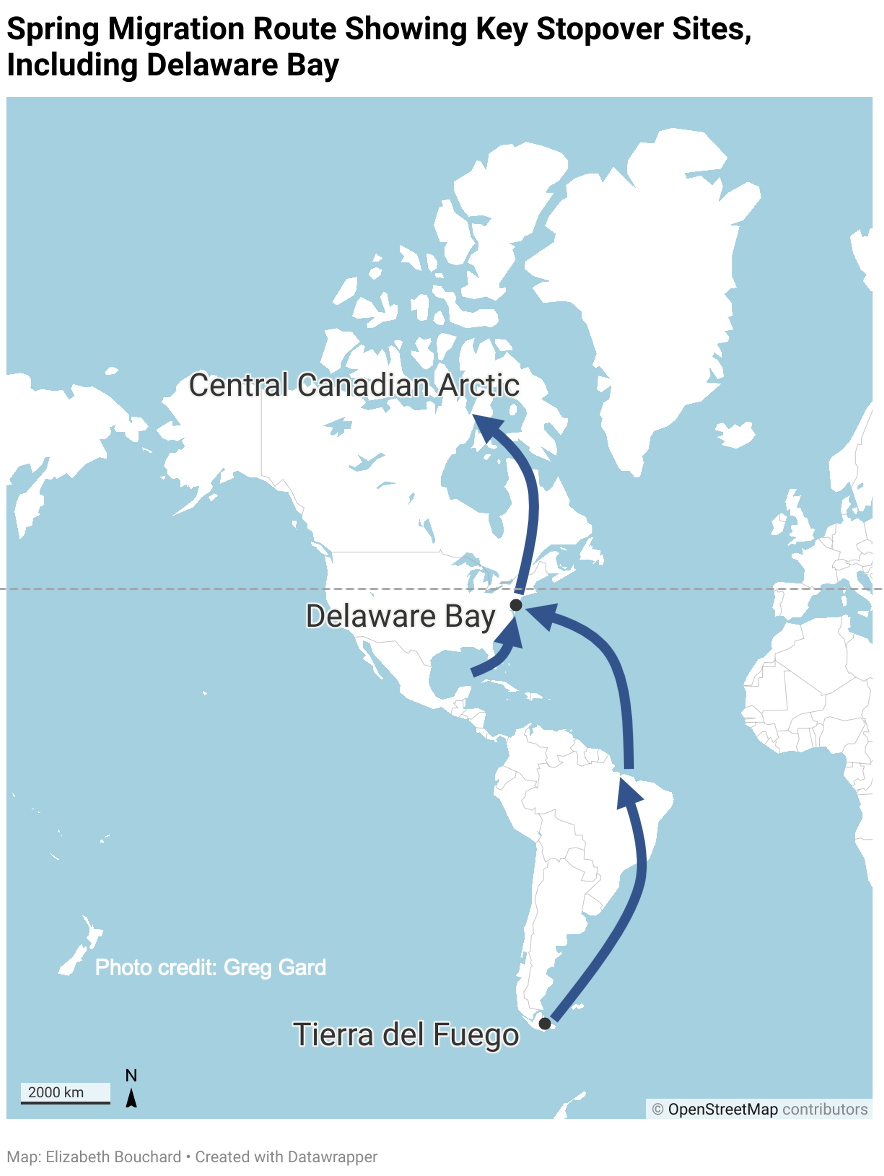 Spring Migration Route Showing Key Stopover Sites,
Including Delaware Bay
Central Canadian Arctic
Delaware Bay
Photo credit: Greg Gard
Tierra del Fuego
N
2000 km
© OpenStreetMap contributors
Map: Elizabeth Bouchard • Created with Datawrapper